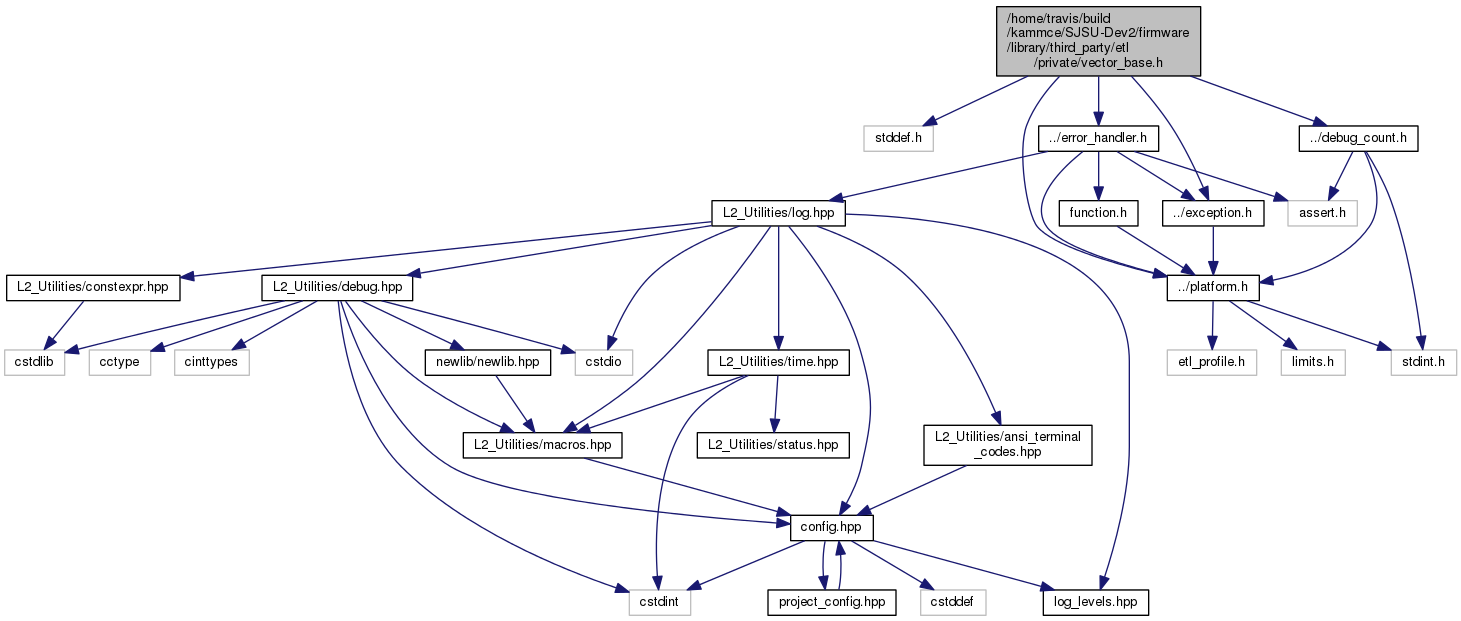 /home/travis/build
/kammce/SJSU-Dev2/firmware
/library/third_party/etl
/private/vector_base.h
stddef.h
../error_handler.h
../debug_count.h
L2_Utilities/log.hpp
function.h
../exception.h
assert.h
L2_Utilities/constexpr.hpp
L2_Utilities/debug.hpp
../platform.h
cstdlib
cctype
cinttypes
newlib/newlib.hpp
cstdio
L2_Utilities/time.hpp
etl_profile.h
limits.h
stdint.h
L2_Utilities/macros.hpp
L2_Utilities/status.hpp
L2_Utilities/ansi_terminal
_codes.hpp
config.hpp
cstdint
project_config.hpp
cstddef
log_levels.hpp